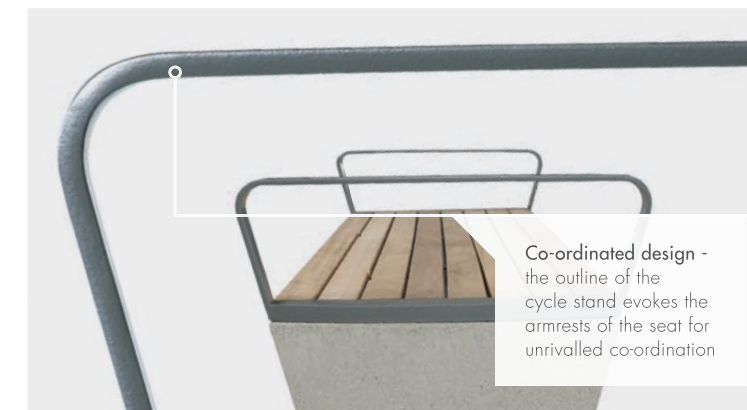 Co-ordinated design -
the outline of the
cycle stand evokes the
armrests of the seat for
unrivalled co-ordination